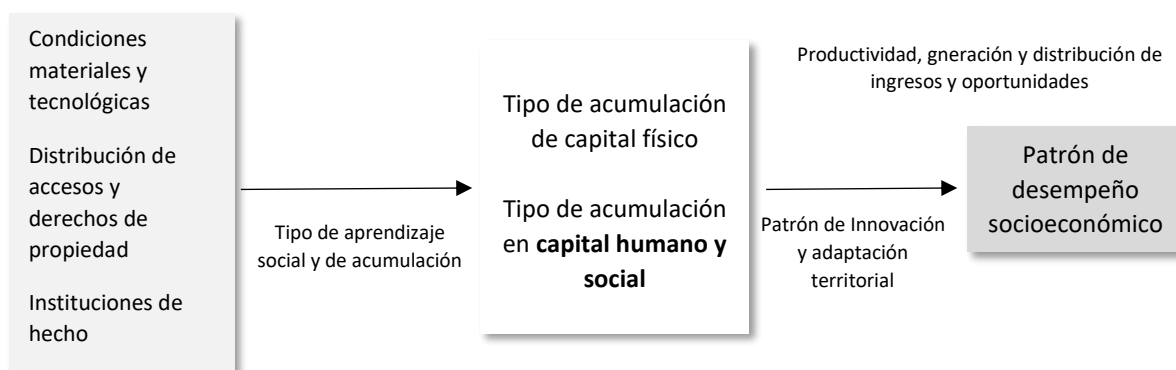 Condiciones
materiales y
tecnológicas
Distribución de
accesos y
derechos de
propiedad
Instituciones de
hecho
Tipo de aprendizaje
social y de acumulación
Tipo de acumulación
de capital físico
Tipo de acumulación
en capital humano y
social
Productividad, gneración y distribución de
ingresos y oportunidades
Patrón de Innovación
y adaptación
territorial
Patrón de
desempeño
socioeconómico